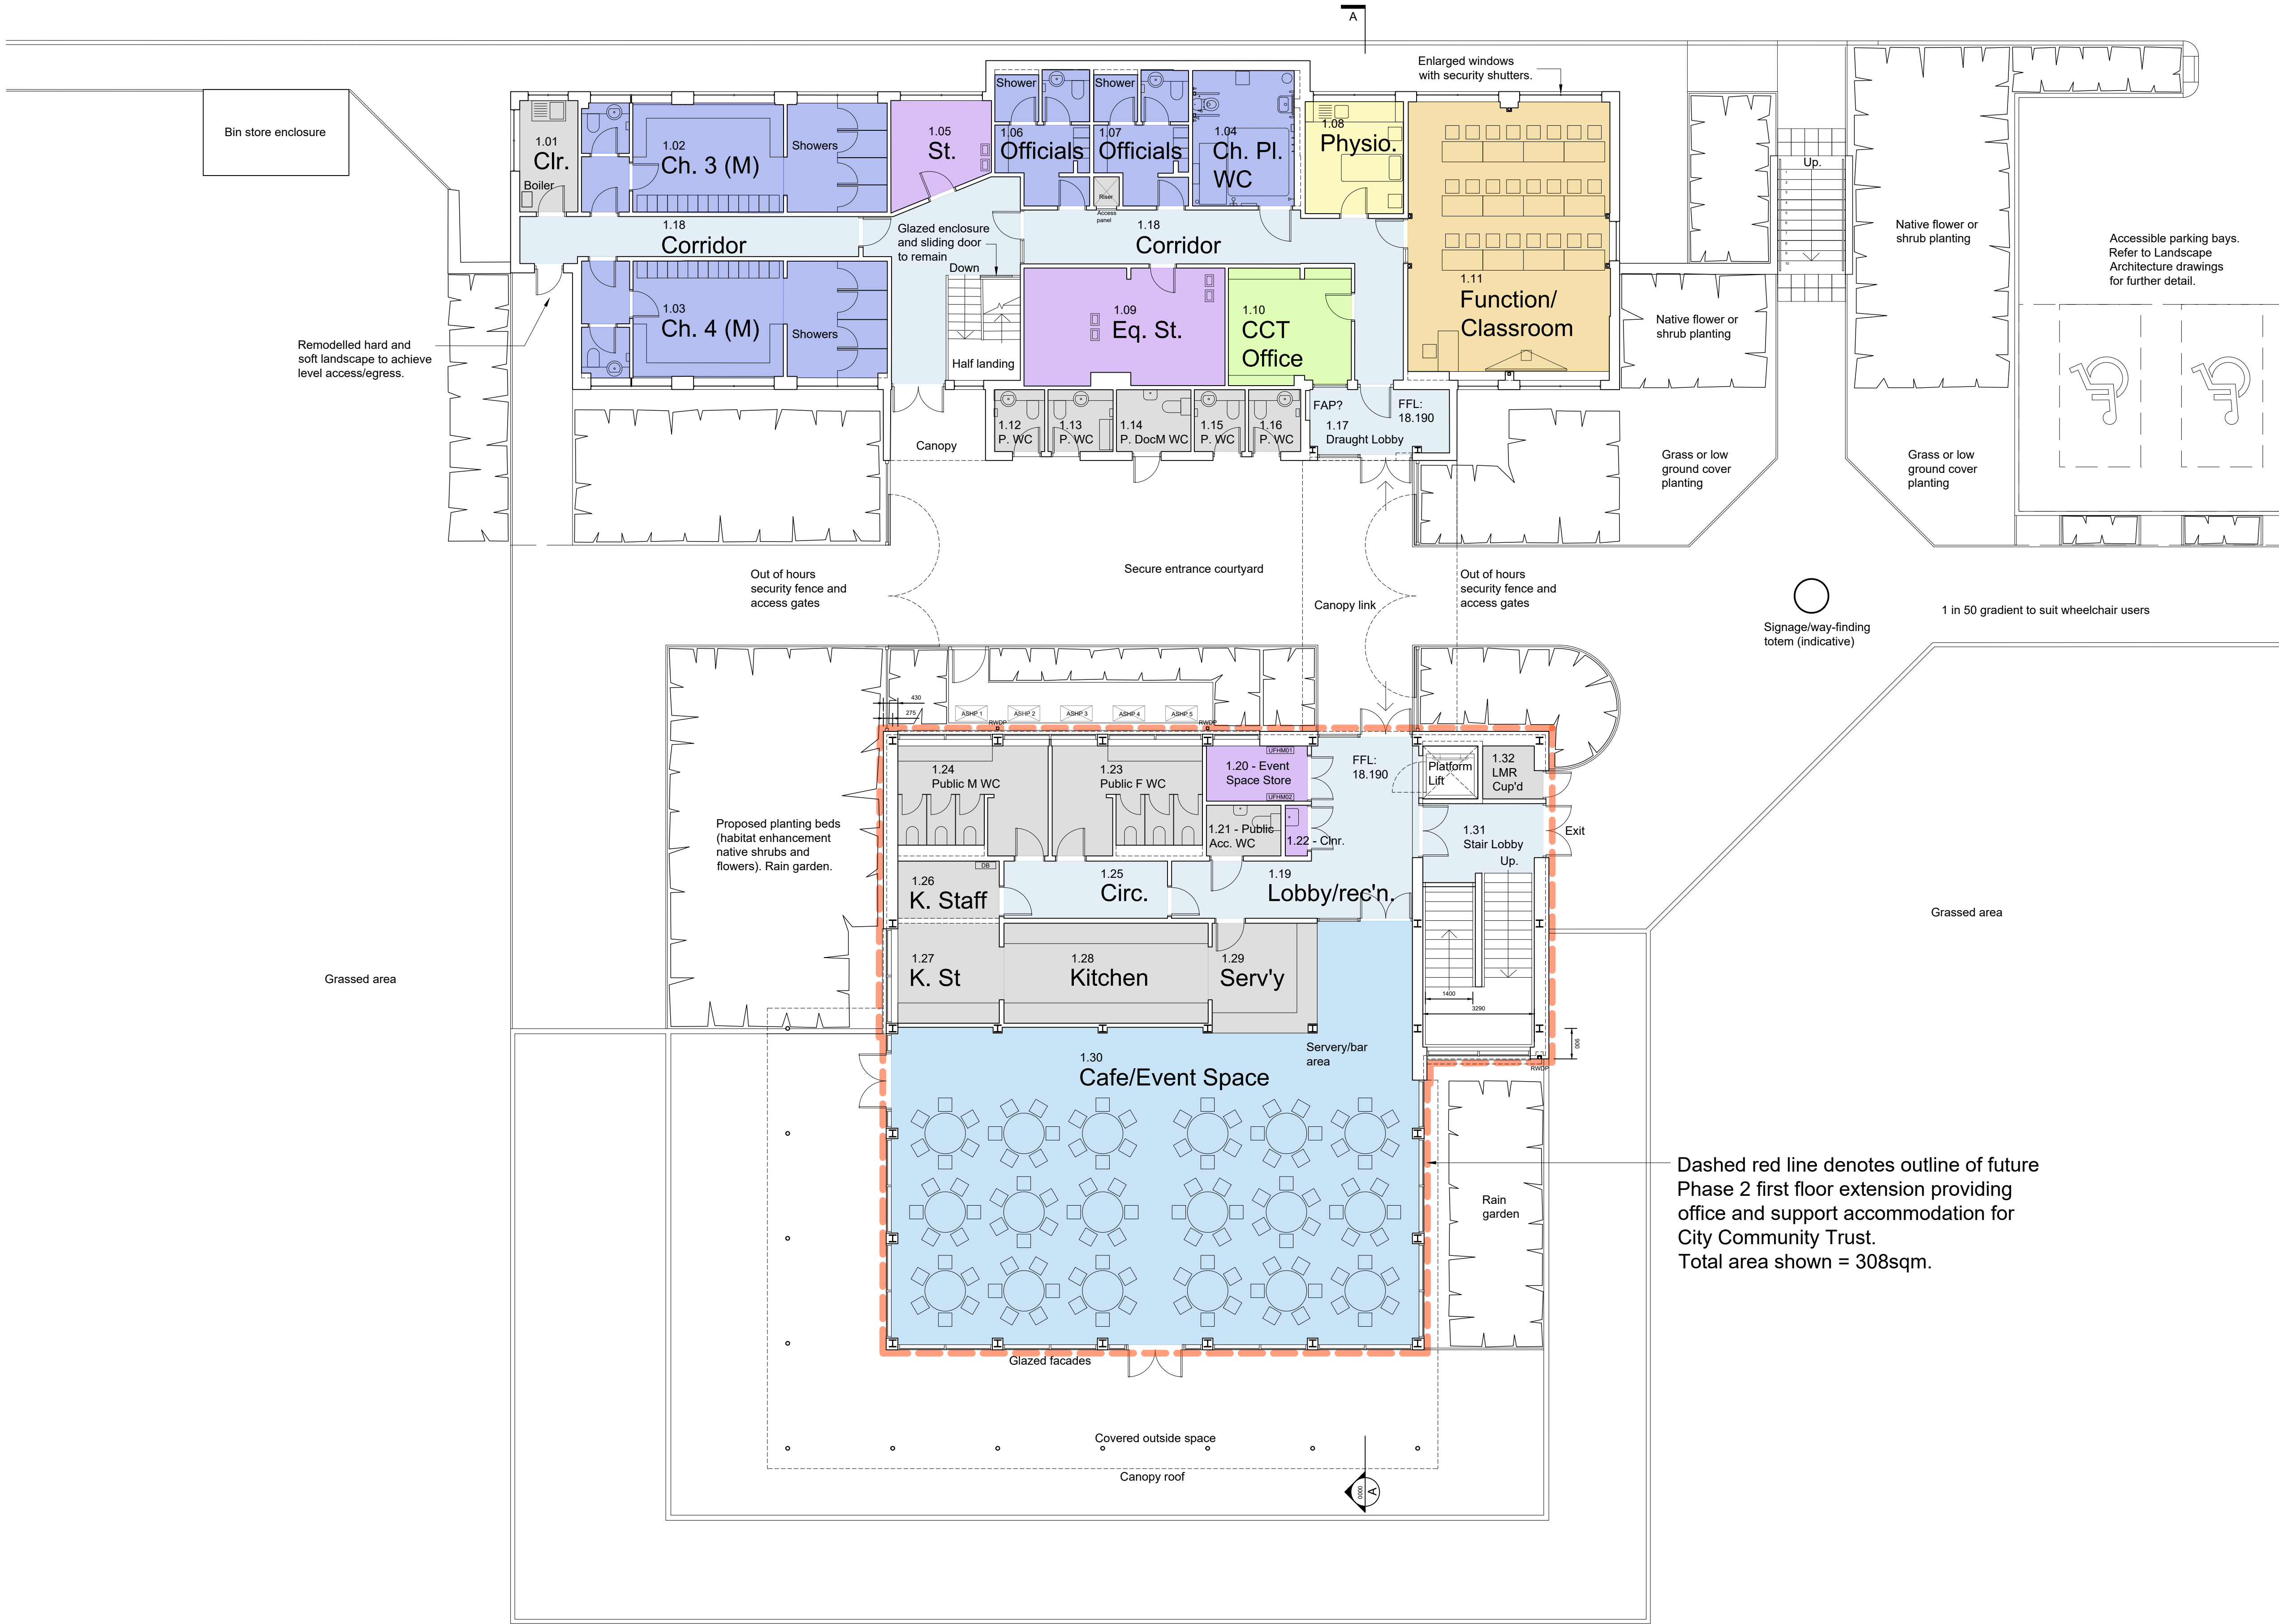 A
Enlarged windows
with security shutters.
Bin store enclosure
1.01
Clr.
Boiler
1.02
Ch. 3 (M)
Showers
1.05
St.
Shower
1.06
Officials
Shower
1.07
Officials
Riser
Access
panel
1.04
Ch. Pl.
WC
1.08
Physio.
1.11
Function/
Classroom
Up.
Native flower or
shrub planting
Accessible parking bays.
Refer to Landscape
Architecture drawings
for further detail.
1.18
Corridor
Glazed enclosure
and sliding door
to remain
Down
Half landing
1.18
Corridor
1.03
Ch. 4 (M)
Showers
1.09
Eq. St.
1.10
CCT
Office
Native flower or
shrub planting
Remodelled hard and
soft landscape to achieve
level access/egress.
Canopy
1.12
P. WC
1.13
P. WC
1.14
P. DocM WC
1.15
P. WC
1.16
P. WC
FAP?
1.17
Draught Lobby
FFL:
18.190
Grass or low
ground cover
planting
Grass or low
ground cover
planting
Out of hours
security fence and
access gates
Secure entrance courtyard
Canopy link
Out of hours
security fence and
access gates
Signage/way-finding
totem (indicative)
1 in 50 gradient to suit wheelchair users
430
275
ASHP 1
ASHP 2
ASHP 3
ASHP 4
ASHP 5
RWDP
RWDP
1.24
Public M WC
1.23
Public F WC
UFHM01
1.20 - Event
Space Store
UFHM02
FFL:
18.190
Platform
Lift
1.32
LMR
Cup'd
Proposed planting beds
(habitat enhancement
native shrubs and
flowers). Rain garden.
1.21 - Public
Acc. WC
1.22 - Clnr.
1.31
Stair Lobby
Up.
Exit
DB
1.26
K. Staff
1.25
Circ.
1.19
Lobby/rec'n.
Grassed area
Grassed area
1.27
K. St
1.28
Kitchen
1.29
Serv'y
1400
3290
900
RWDP
Servery/bar
area
1.30
Cafe/Event Space
Rain
garden
Dashed red line denotes outline of future
Phase 2 first floor extension providing
office and support accommodation for
City Community Trust.
Total area shown = 308sqm.
Glazed facades
Covered outside space
Canopy roof
0000
A